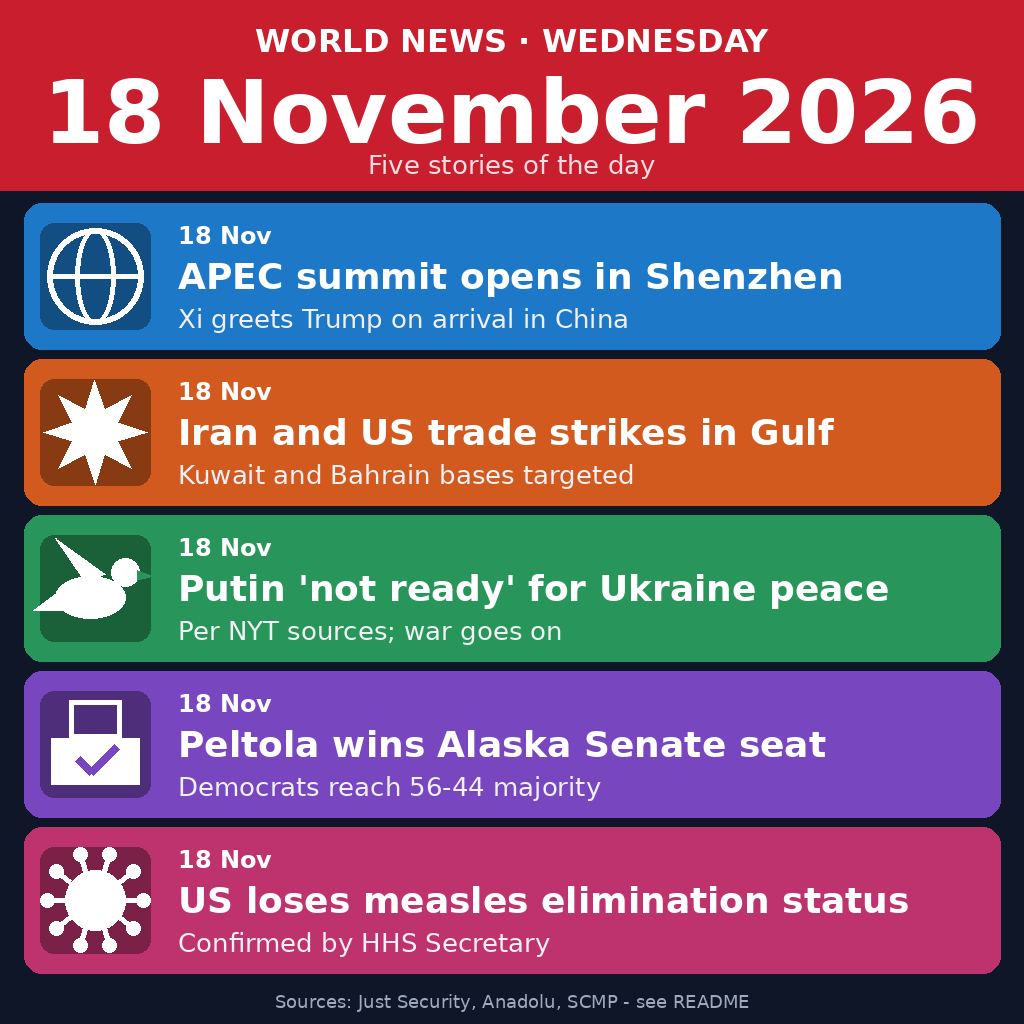 WORLD NEWS · WEDNESDAY
18 November 2026
Five stories of the day
18 Nov
APEC summit opens in Shenzhen
Xi greets Trump on arrival in China
18 Nov
Iran and US trade strikes in Gulf
Kuwait and Bahrain bases targeted
18 Nov
Putin 'not ready' for Ukraine peace
Per NYT sources; war goes on
18 Nov
Peltola wins Alaska Senate seat
Democrats reach 56-44 majority
18 Nov
US loses measles elimination status
Confirmed by HHS Secretary
Sources: Just Security, Anadolu, SCMP - see README